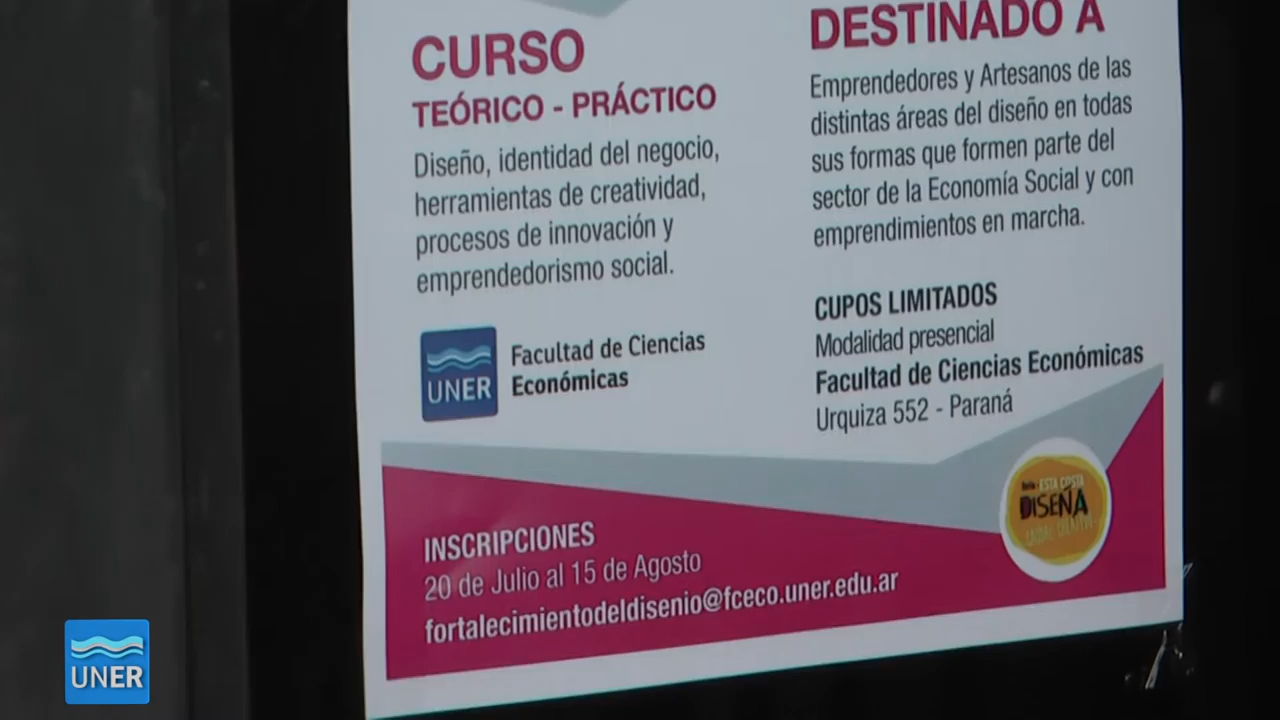 CURSO
TEÓRICO - PRÁCTICO
Diseño, identidad del negocio,
herramientas de creatividad,
procesos de innovación y
emprendedorismo social.
UNER
Facultad de Ciencias
Económicas
DESTINADO A
Emprendedores y Artesanos de las
distintas áreas del diseño en todas
sus formas que formen parte del
sector de la Economía Social y con
emprendimientos en marcha.
CUPOS LIMITADOS
Modalidad presencial
Facultad de Ciencias Económicas
Urquiza 552 - Paraná
INSCRIPCIONES
20 de Julio al 15 de Agosto
fortalecimientodeldisenio@fceco.uner.edu.ar
ESTA COSTA
DISEÑA
UNER